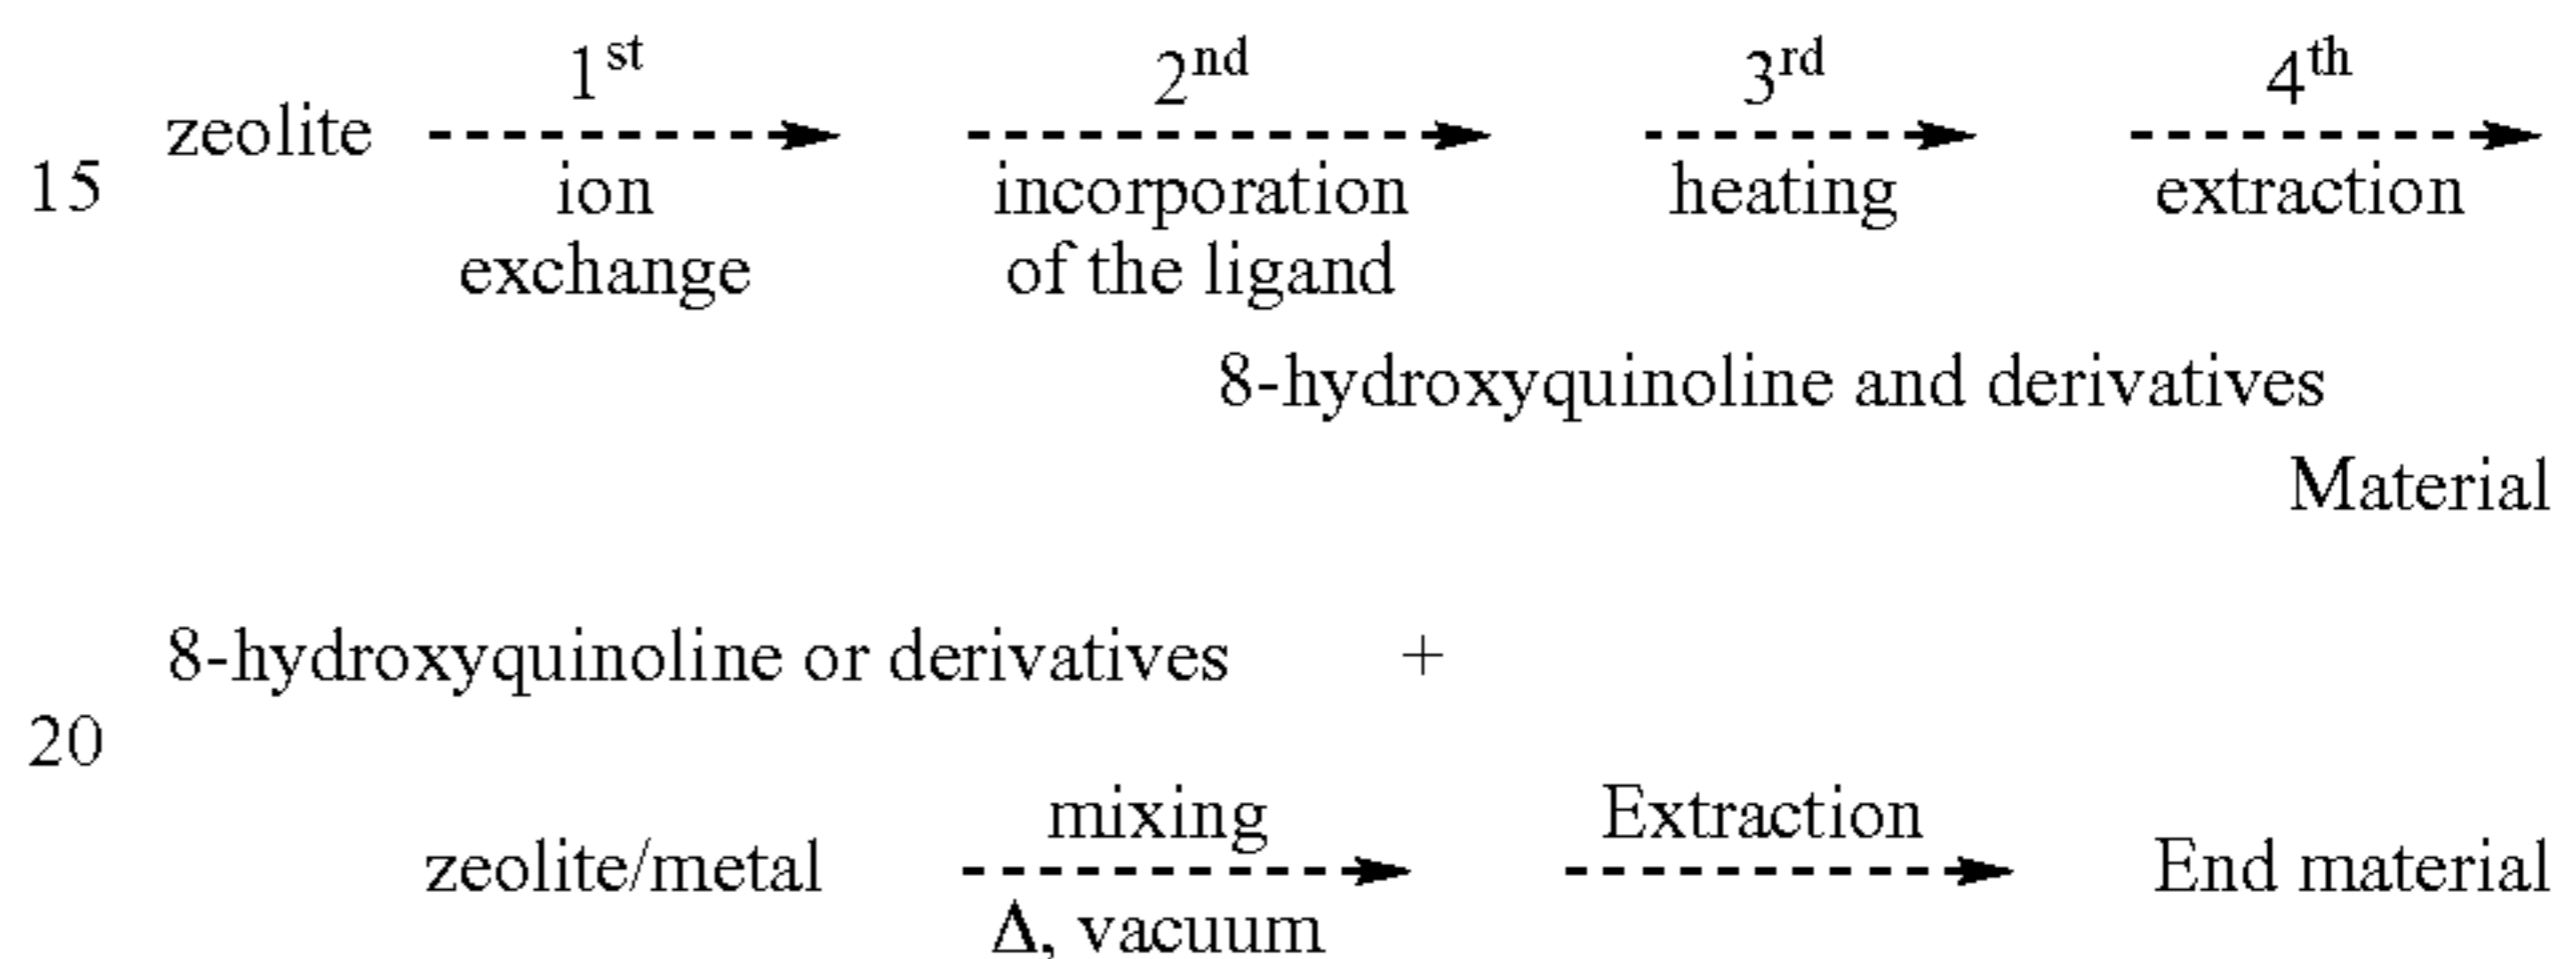 1st 2nd 3rd 4th
zeolite
15 ion incorporation heating extraction
exchange of the ligand
8-hydroxyquinoline and derivatives
Material
8-hydroxyquinoline or derivatives +
20
mixing Extraction
zeolite/metal End material
Δ, vacuum